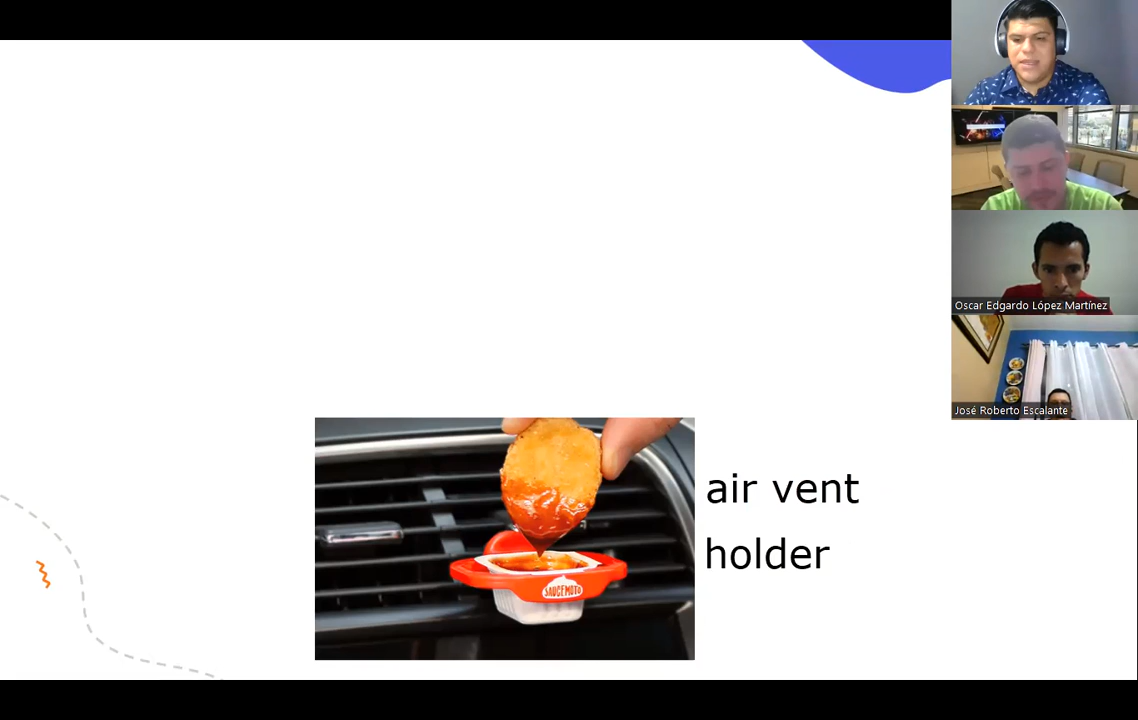 Oscar Edgardo López Martínez
José Roberto Escalante
air vent
holder
SAUCEMOTO